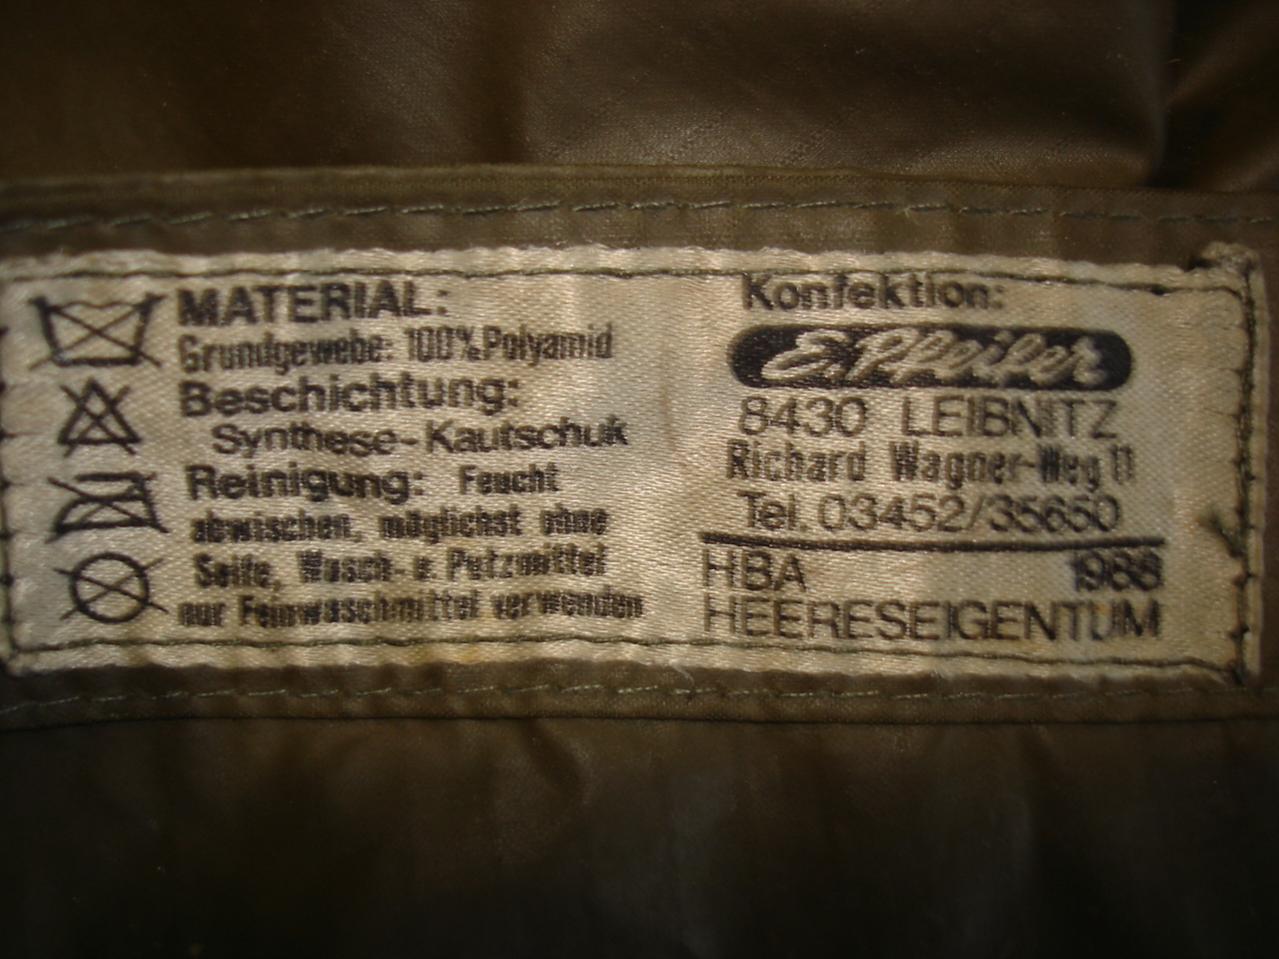 MATERIAL:
Grundgewebe: 100% Polyamid
Beschichtung:
Synthese-Kautschuk
Reinigung: Feucht
abwischen, möglichst ohne
Seife, Wasch- u. Putzmittel
nur Feinwaschmittel verwenden
Konfektion:
E. Pfeifer
8430 LEIBNITZ
Richard Wagner-Weg 11
Tel. 03452/35650
HBA 1988
HEERESEIGENTUM